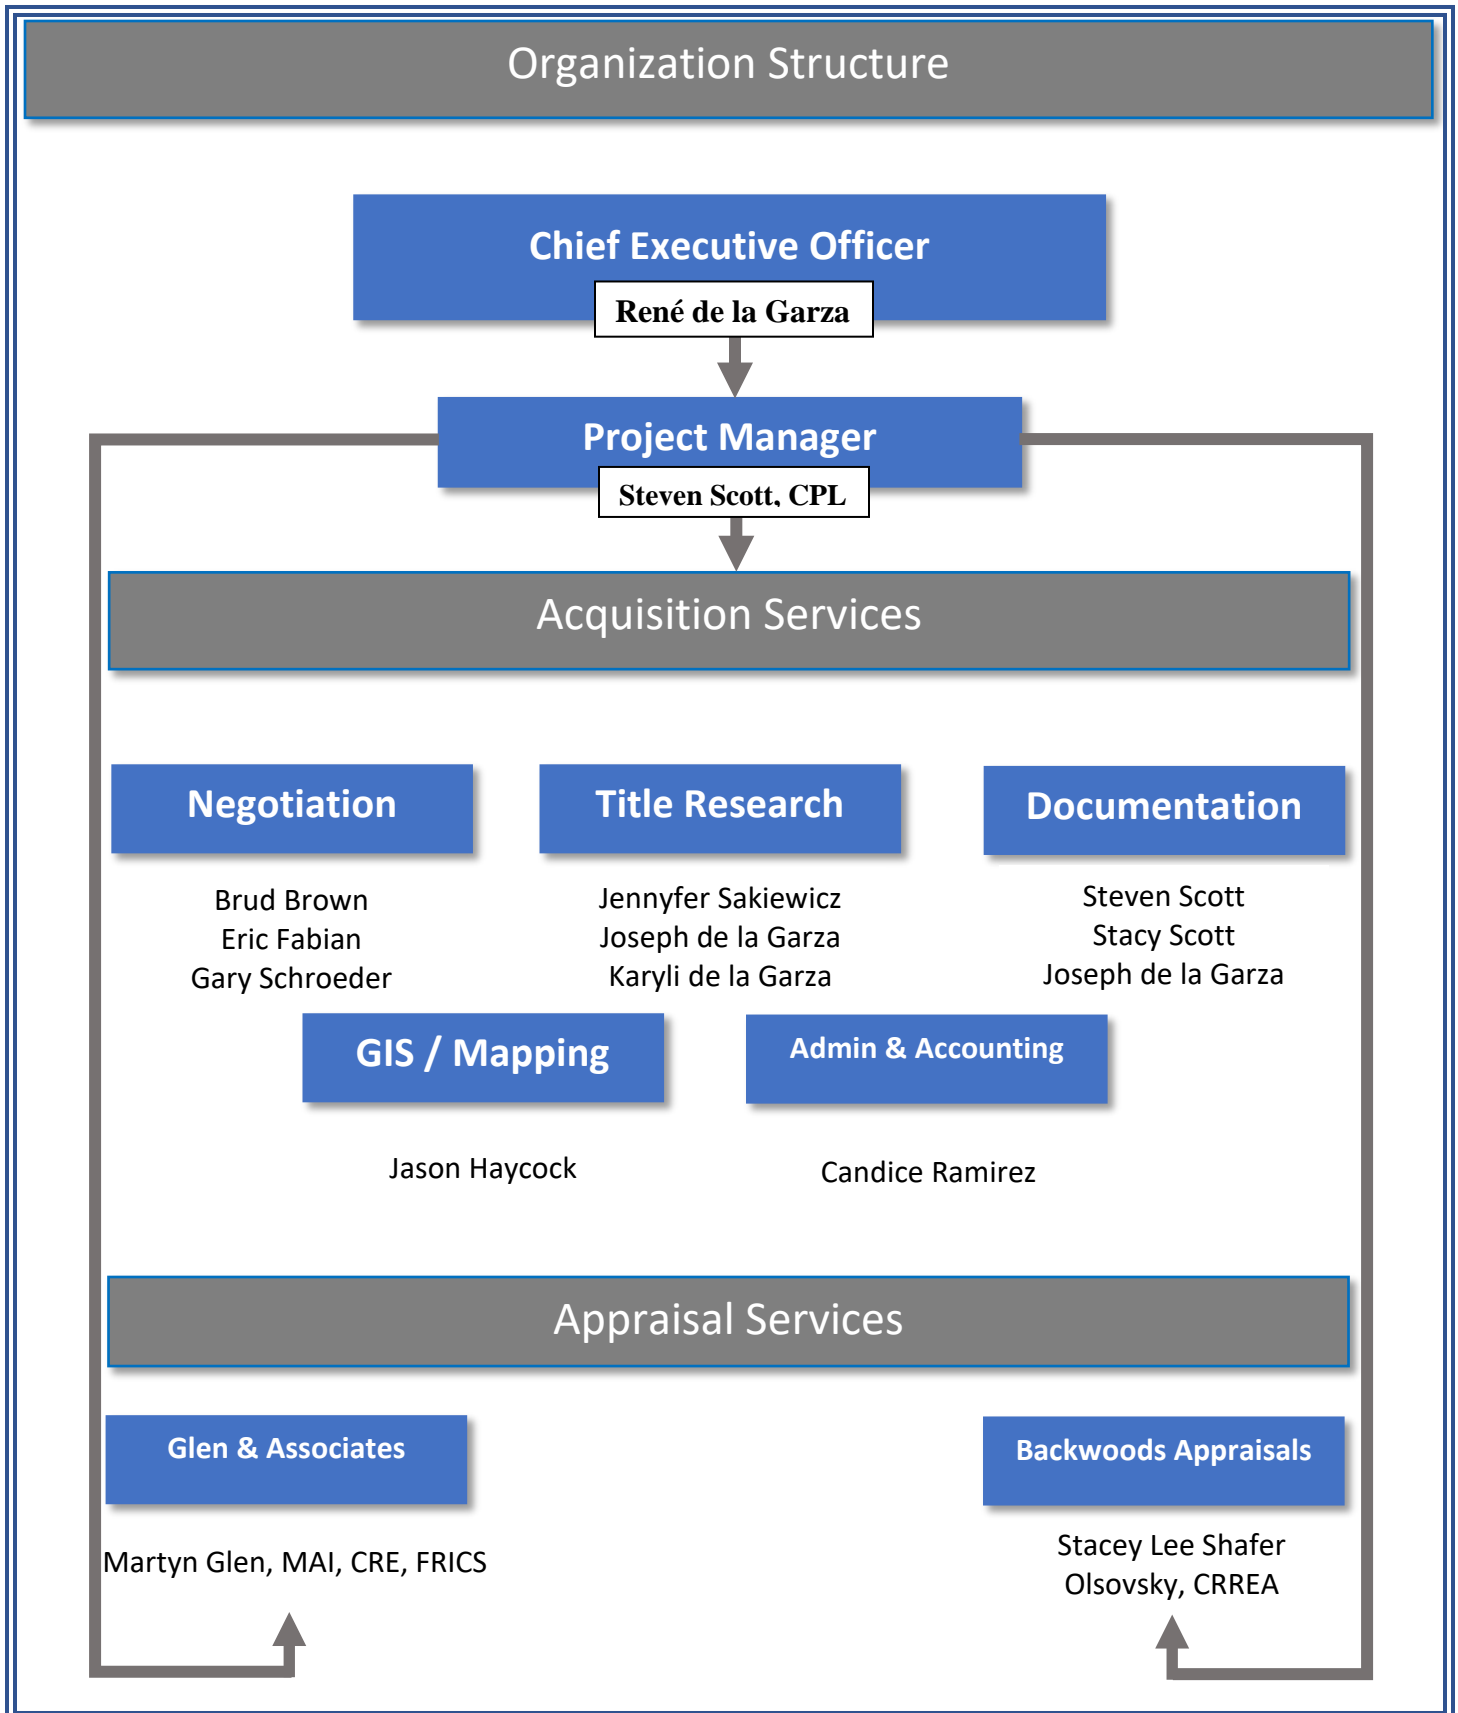 Organization Structure
Chief Executive Officer
René de la Garza
Project Manager
Steven Scott, CPL
Acquisition Services
Negotiation
Brud Brown
Eric Fabian
Gary Schroeder
Title Research
Jennyfer Sakiewicz
Joseph de la Garza
Karyli de la Garza
Documentation
Steven Scott
Stacy Scott
Joseph de la Garza
GIS / Mapping
Jason Haycock
Admin & Accounting
Candice Ramirez
Appraisal Services
Glen & Associates
Martyn Glen, MAI, CRE, FRICS
Backwoods Appraisals
Stacey Lee Shafer
Olsovsky, CRREA